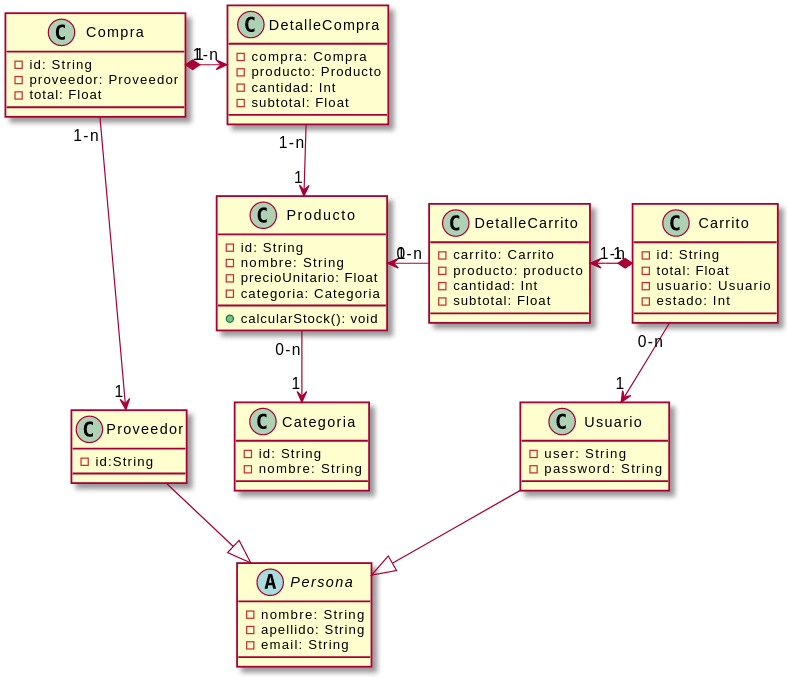 C Compra
id: String
proveedor: Proveedor
total: Float
C DetalleCompra
compra: Compra
producto: Producto
cantidad: Int
subtotal: Float
1
1-n
1-n
1
1-n
1
C Producto
id: String
nombre: String
precioUnitario: Float
categoria: Categoria
calcularStock(): void
C DetalleCarrito
carrito: Carrito
producto: producto
cantidad: Int
subtotal: Float
C Carrito
id: String
total: Float
usuario: Usuario
estado: Int
1
0-n
1-n
1
0-n
1
0-n
1
C Proveedor
id:String
C Categoria
id: String
nombre: String
C Usuario
user: String
password: String
A Persona
nombre: String
apellido: String
email: String